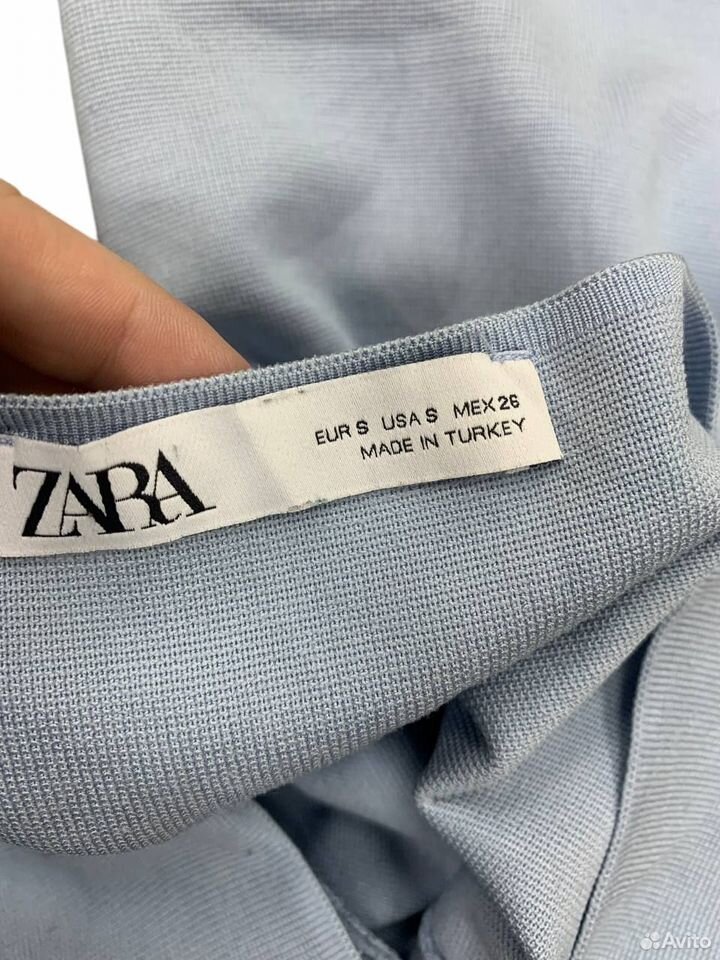 ZARA
EUR S USA S MEX 26
MADE IN TURKEY
Avito